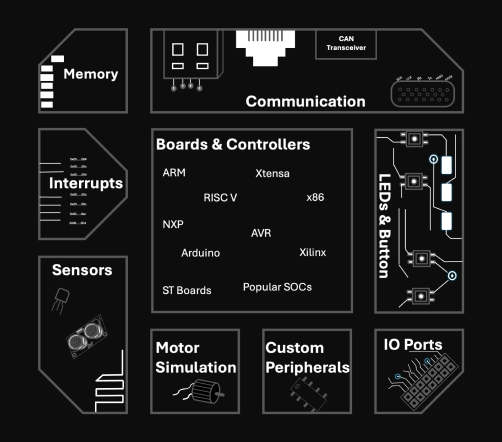 CAN
Transceiver
Memory
Communication
Interrupts
Boards & Controllers
ARM
Xtensa
RISC V
x86
NXP
AVR
Arduino
Xilinx
ST Boards
Popular SOCs
LEDs & Button
Sensors
Motor
Simulation
Custom
Peripherals
IO Ports